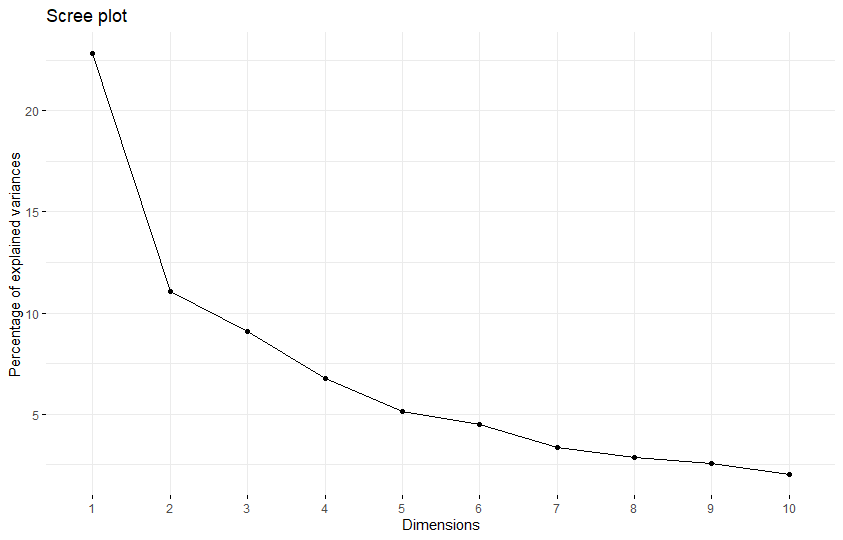 Scree plot
Percentage of explained variances
20
15
10
5
1 2 3 4 5 6 7 8 9 10
Dimensions